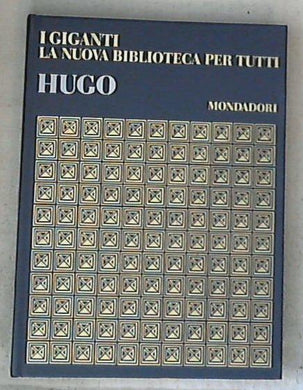 I GIGANTI
LA NUOVA BIBLIOTECA PER TUTTI
HUGO
MONDADORI